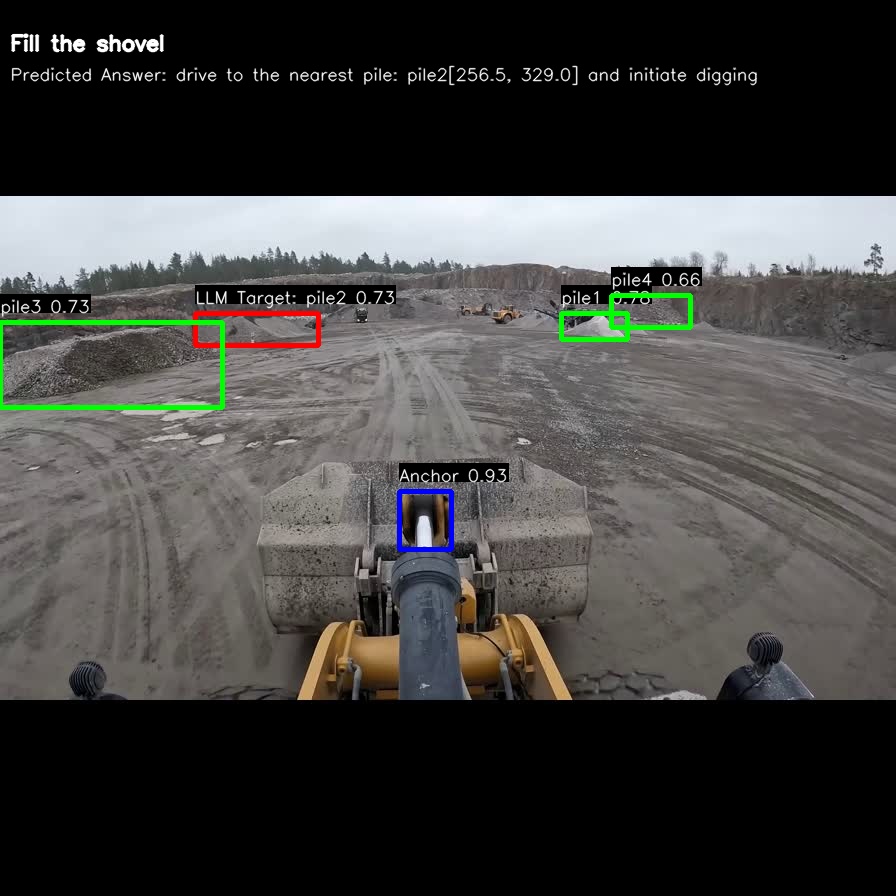 Fill the shovel
Predicted Answer: drive to the nearest pile: pile2[256.5, 329.0] and initiate digging
pile4 0.66
pile3 0.73
LLM Target: pile2 0.73
pile1
Anchor 0.93